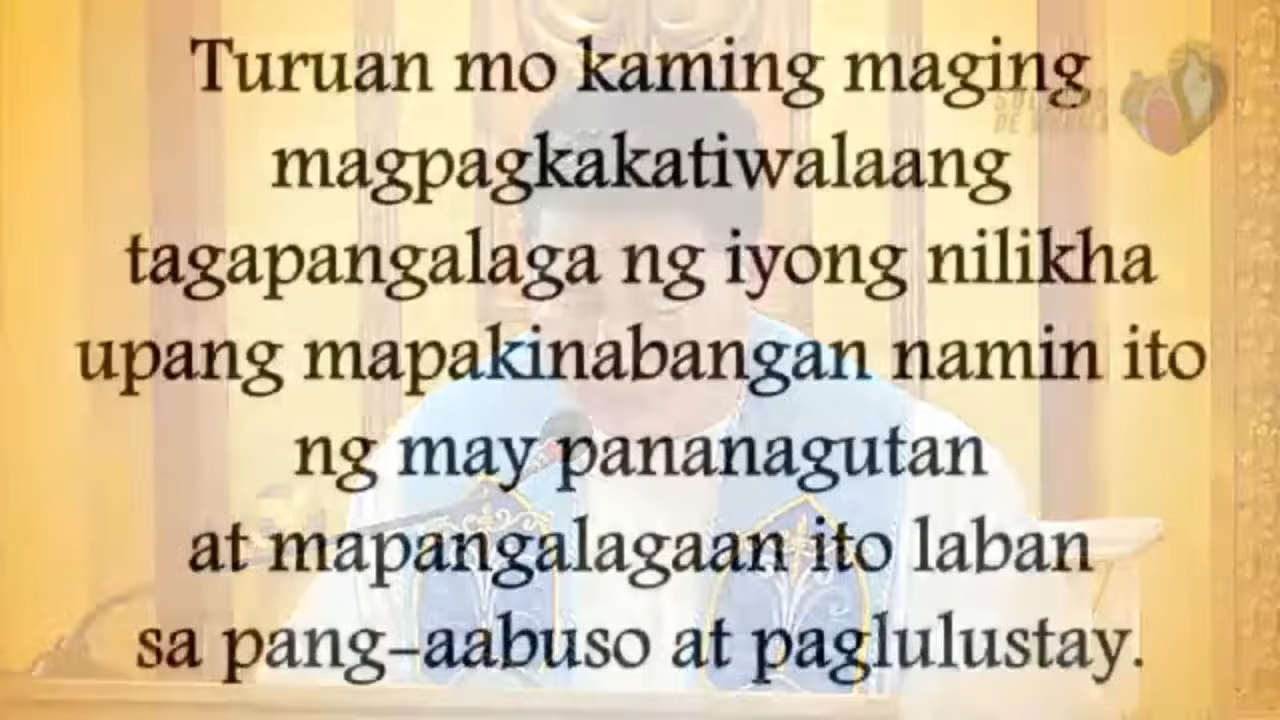 Turuan mo kaming maging
magpagkakatiwalaang
tagapangalaga ng iyong nilikha
upang mapakinabangan namin ito
ng may pananagutan
at mapangalagaan ito laban
sa pang-aabuso at paglulustay.